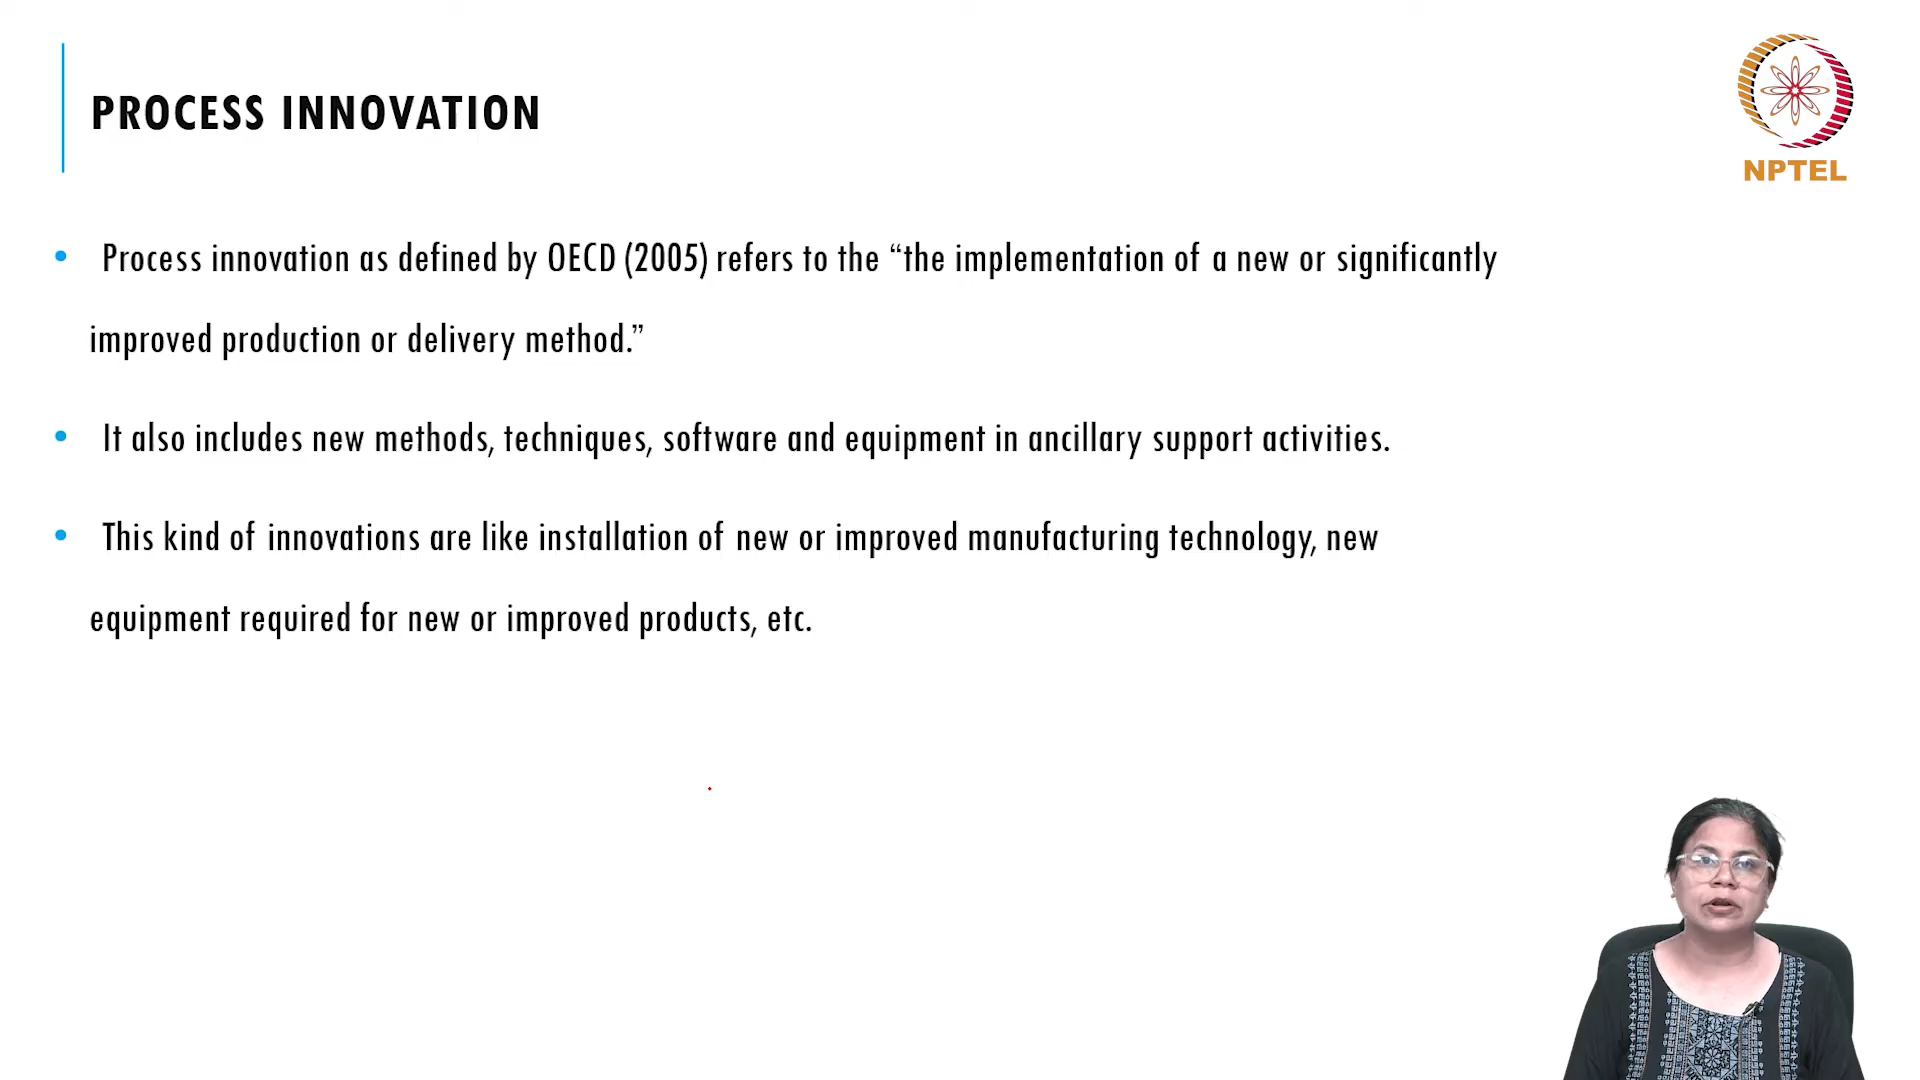 PROCESS INNOVATION
NPTEL
• Process innovation as defined by OECD (2005) refers to the “the implementation of a new or significantly
improved production or delivery method.”
• It also includes new methods, techniques, software and equipment in ancillary support activities.
• This kind of innovations are like installation of new or improved manufacturing technology, new
equipment required for new or improved products, etc.